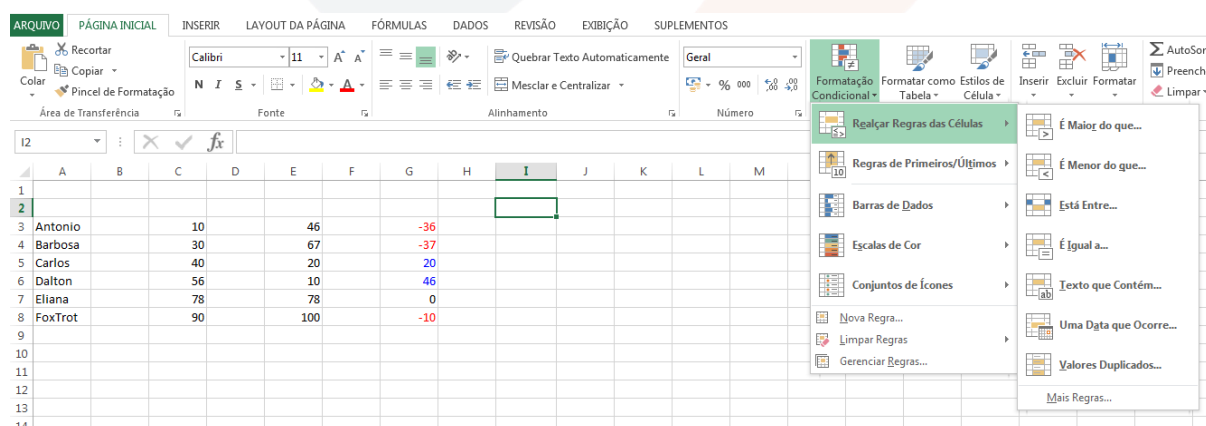 ARQUIVO PÁGINA INICIAL INSERIR LAYOUT DA PÁGINA FÓRMULAS DADOS REVISÃO EXIBIÇÃO SUPLEMENTOS
Colar
Recortar
Copiar
Pincel de Formatação
Área de Transferência
Calibri 11 A A
N I S A
Fonte
Quebrar Texto Automaticamente
Mesclar e Centralizar
Alinhamento
Geral
% 000 ,00 ,0
Número
Formatação Condicional
Formatar como Tabela
Estilos de Célula
Inserir Excluir Formatar
AutoSor
Preench
Limpar
I2 fx
A B C D E F G H I J K L M
1
2
3 Antonio 10 46 -36
4 Barbosa 30 67 -37
5 Carlos 40 20 20
6 Dalton 56 10 46
7 Eliana 78 78 0
8 FoxTrot 90 100 -10
9
10
11
12
13
14
Realçar Regras das Células
Regras de Primeiros/Últimos
Barras de Dados
Escalas de Cor
Conjuntos de Ícones
Nova Regra...
Limpar Regras
Gerenciar Regras...
É Maior do que...
É Menor do que...
Está Entre...
É Igual a...
Texto que Contém...
Uma Data que Ocorre...
Valores Duplicados...
Mais Regras...